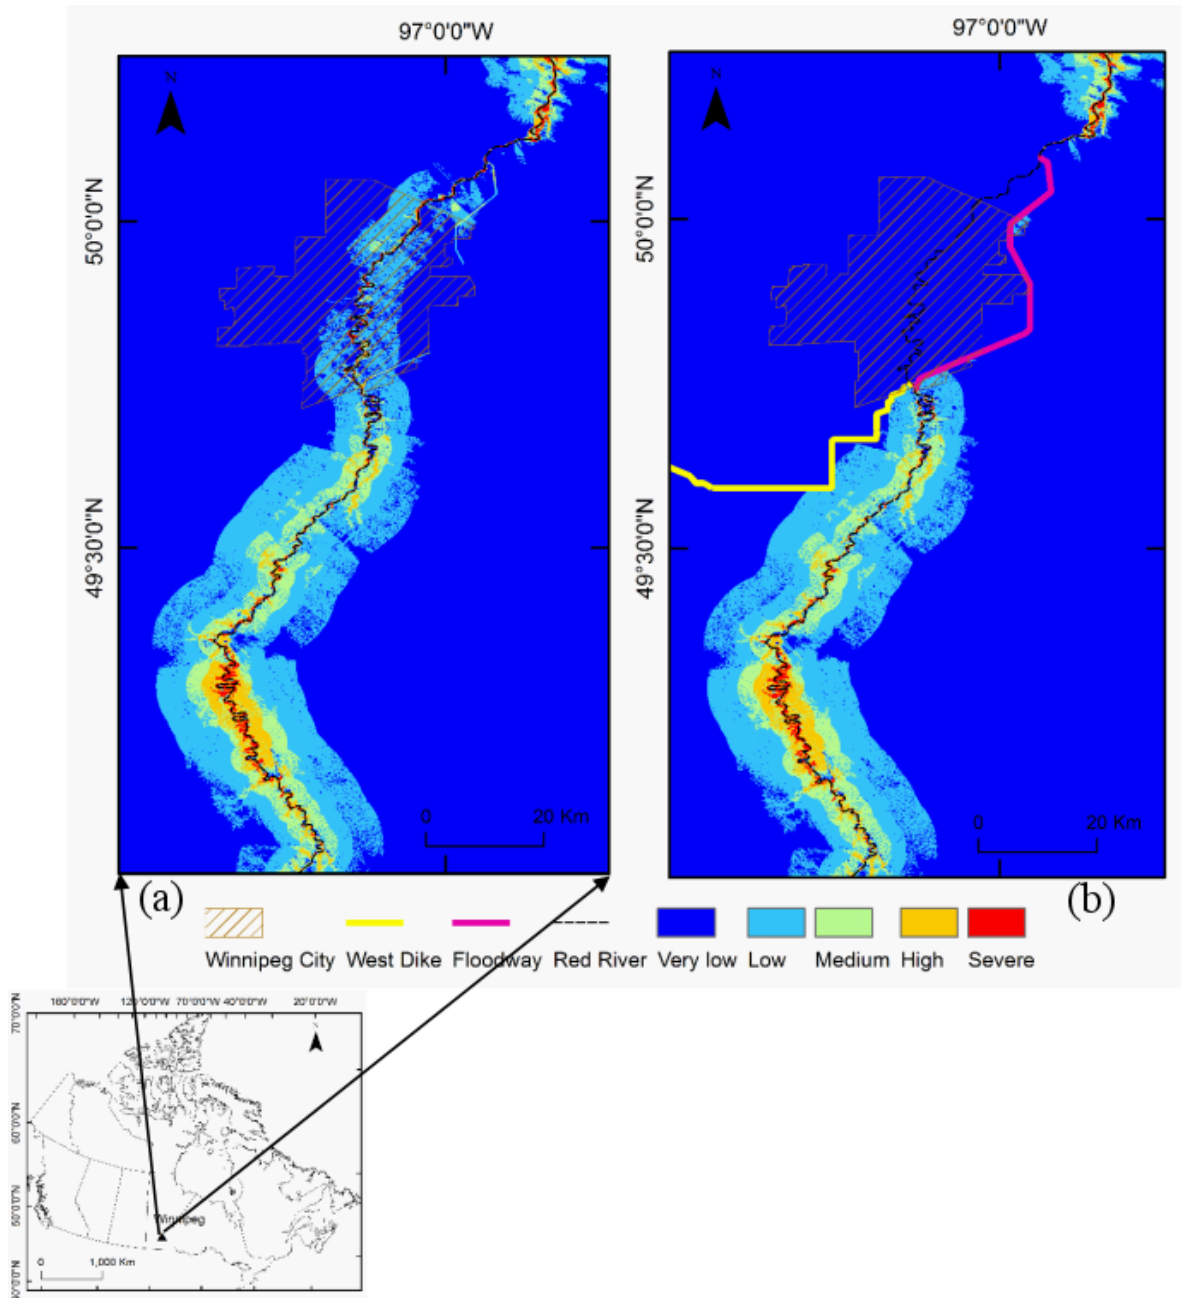 97°0'0"W
97°0'0"W
N
N
50°0'0"N
50°0'0"N
49°30'0"N
49°30'0"N
0 20 Km
0 20 Km
(a)
(b)
Winnipeg City West Dike Floodway Red River Very low Low Medium High Severe
160°0'0"W 120°0'0"W 70°0'0"W 40°0'0"W 20°0'0"W
70°0'0"N
N
60°0'0"N
50°0'0"N
Winnipeg
0 1,000 Km